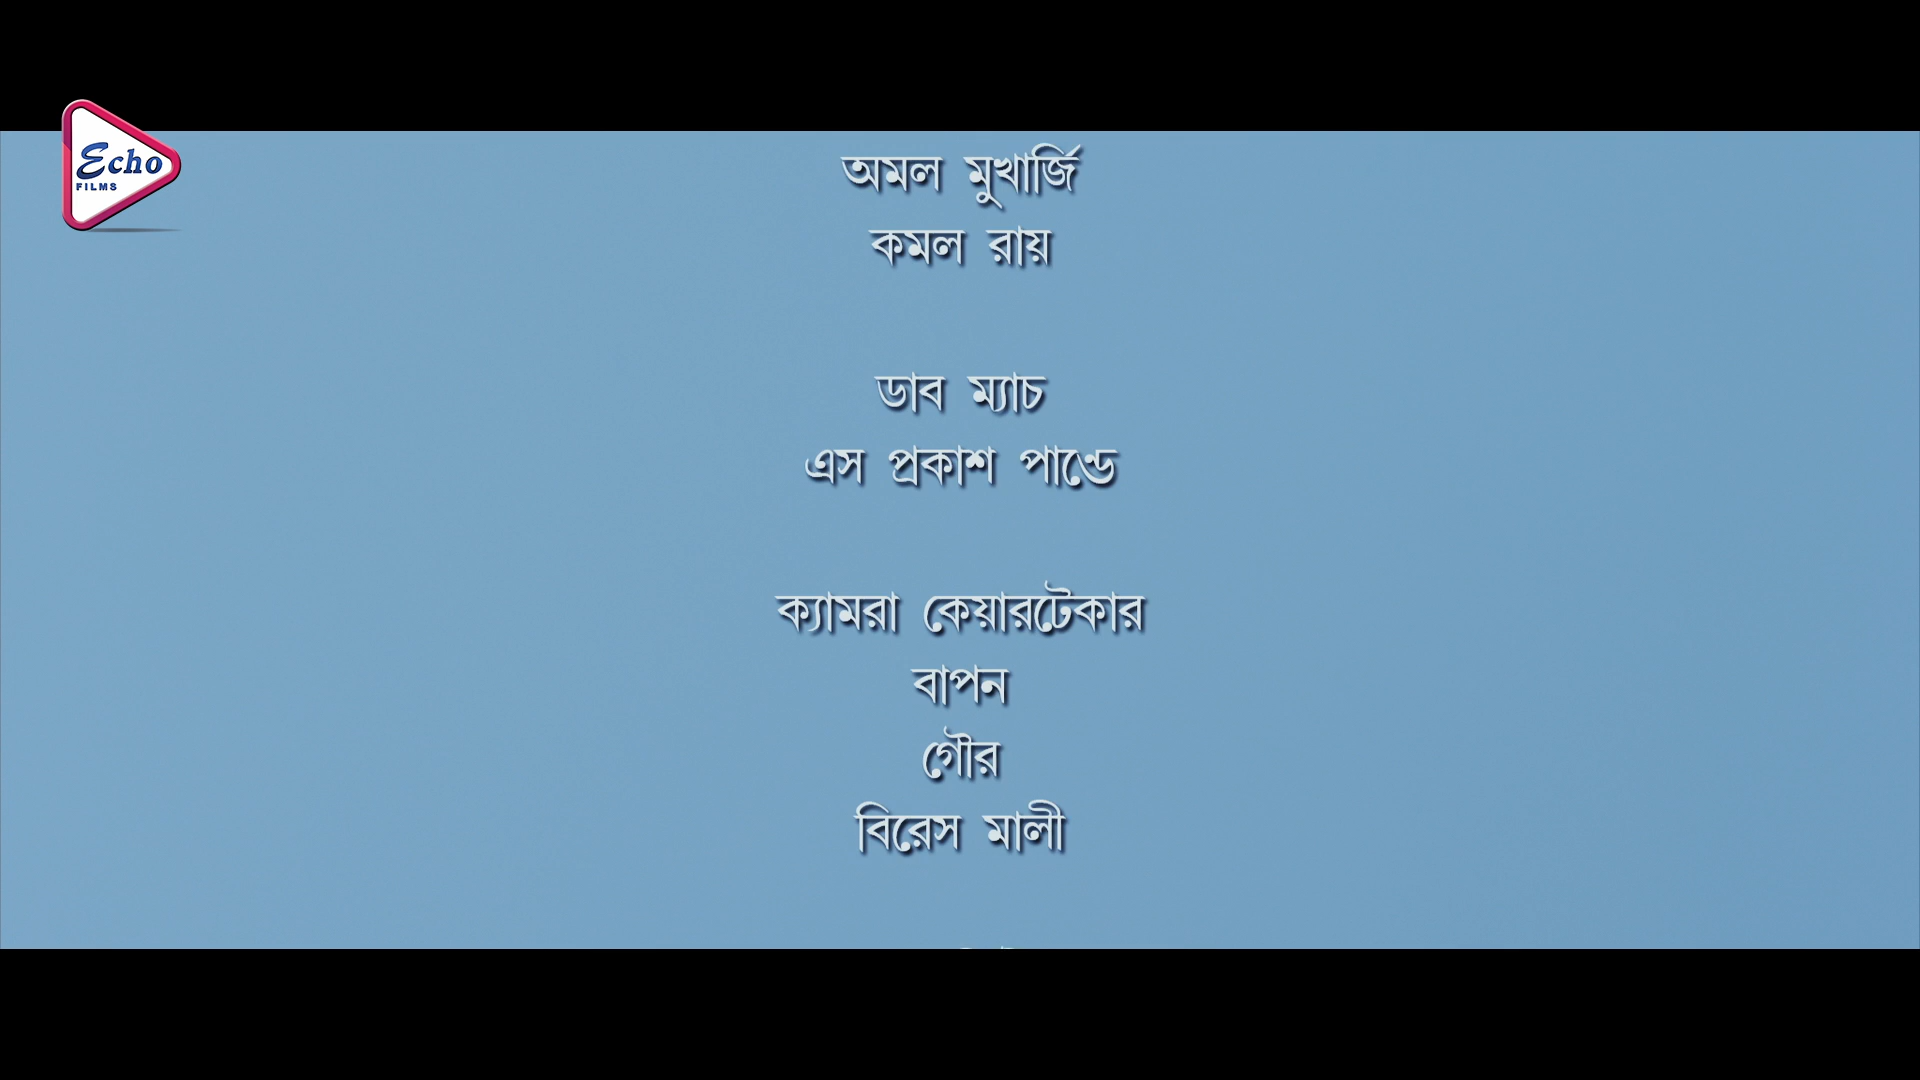 Echo
FILMS
অমল মুখার্জি
কমল রায়
ডাব ম্যাচ
এস প্রকাশ পাণ্ডে
ক্যামরা কেয়ারটেকার
বাপন
গৌর
বিরেস মালী